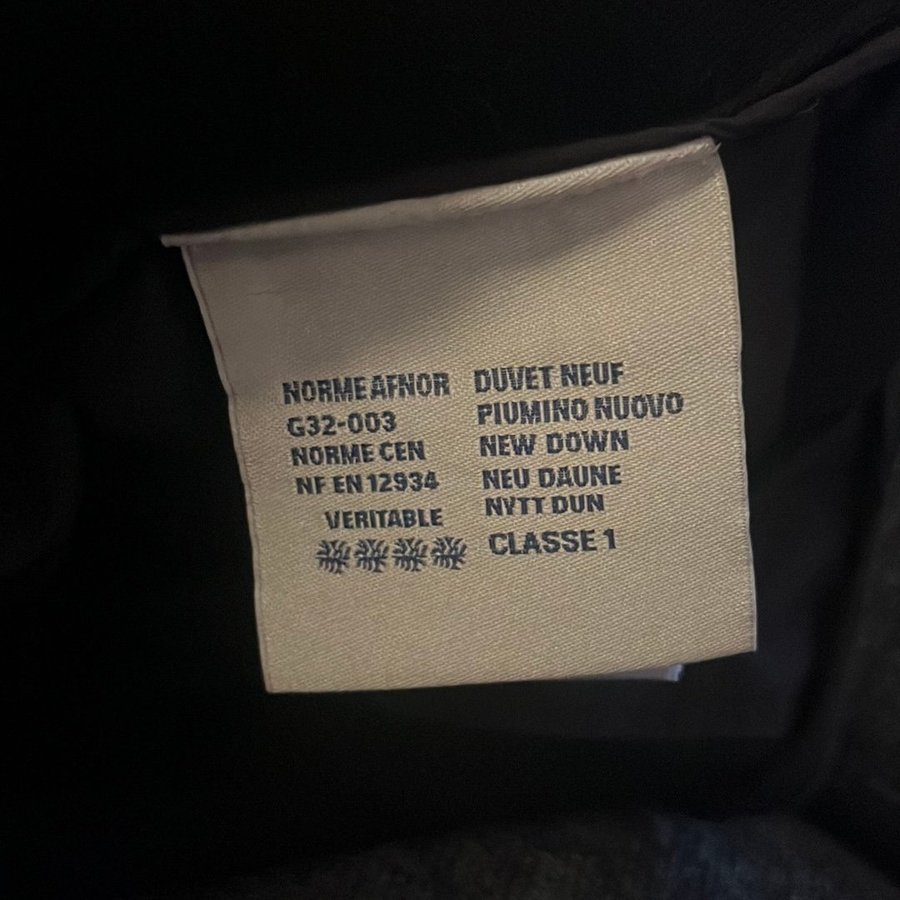 NORME AFNOR
G32-003
NORME CEN
NF EN 12934
VERITABLE
DUVET NEUF
PIUMINO NUOVO
NEW DOWN
NEU DAUNE
NYTT DUN
CLASSE 1